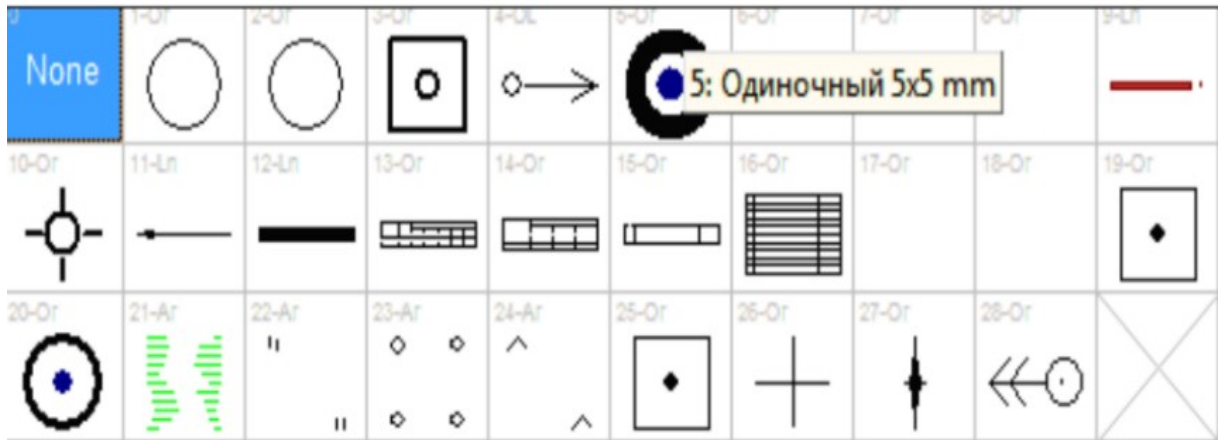 0 1-Or 2-Or 3-Or 4-OL 5-Or 6-Or 7-Or 8-Or 9-Ln
None
5: Одиночный 5x5 mm
10-Or 11-Ln 12-Ln 13-Or 14-Or 15-Or 16-Or 17-Or 18-Or 19-Or
20-Or 21-Ar 22-Ar 23-Ar 24-Ar 25-Or 26-Or 27-Or 28-Or